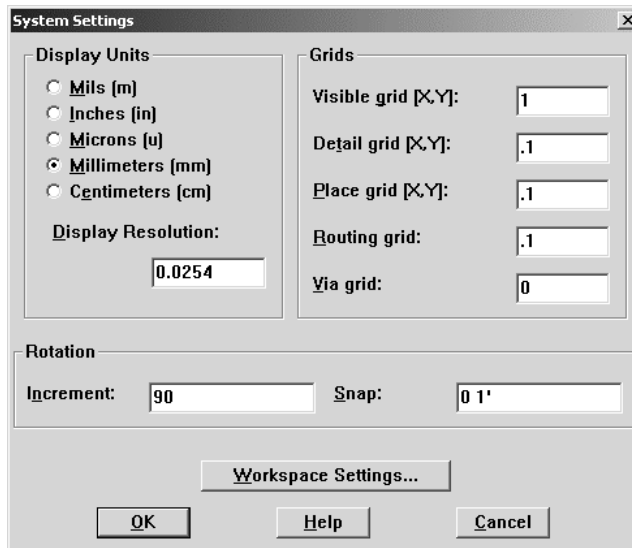 System Settings
Display Units
Mils (m)
Inches (in)
Microns (u)
Millimeters (mm)
Centimeters (cm)
Display Resolution:
0.0254
Grids
Visible grid [X,Y]:
1
Detail grid [X,Y]:
.1
Place grid [X,Y]:
.1
Routing grid:
.1
Via grid:
0
Rotation
Increment:
90
Snap:
0 1'
Workspace Settings...
OK
Help
Cancel